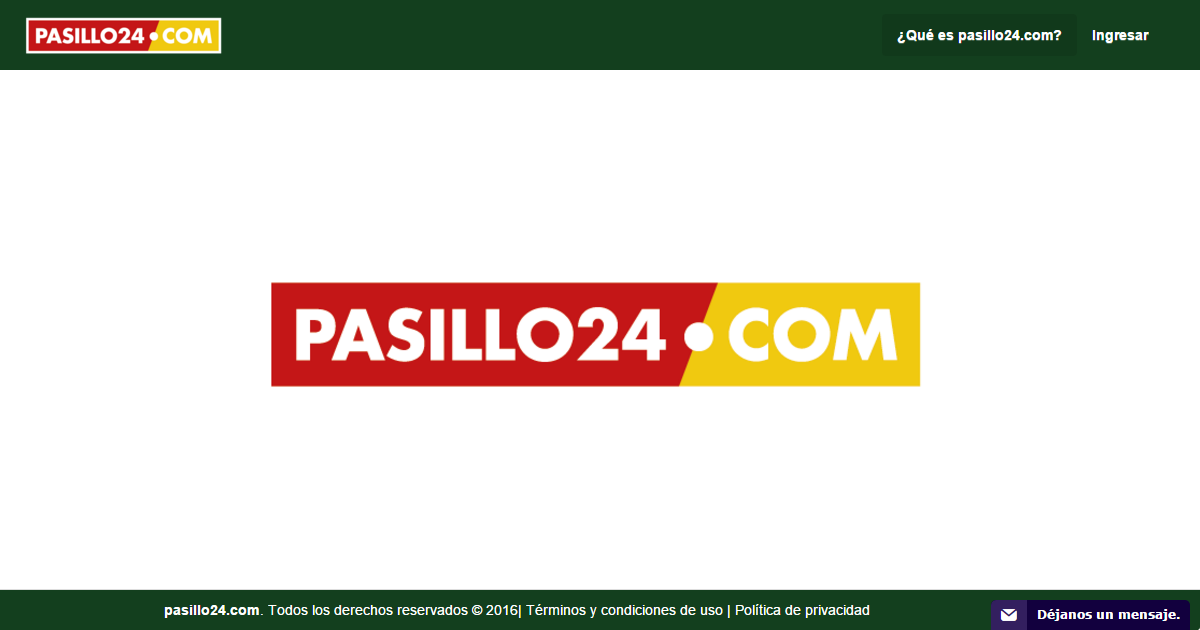 PASILLO24•COM
¿Qué es pasillo24.com? Ingresar
PASILLO24•COM
pasillo24.com. Todos los derechos reservados © 2016| Términos y condiciones de uso | Política de privacidad
Déjanos un mensaje.